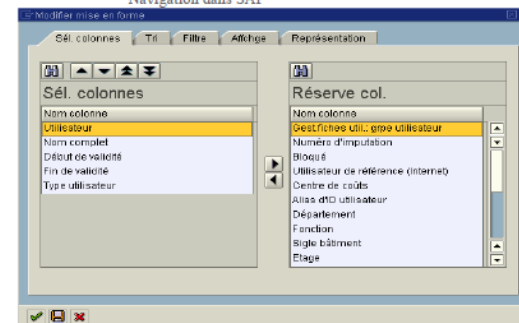 Navigation dans SAP
Modifier mise en forme
Sél. colonnes
Tri
Filtre
Affchge
Représentation
Sél. colonnes
Nom colonne
Utilisateur
Nom complet
Début de validité
Fin de validité
Type utilisateur
Réserve col.
Nom colonne
Gest.fiches util.: grpe utilisateur
Numéro d'imputation
Bloqué
Utilisateur de référence (Internet)
Centre de coûts
Alias d'ID utilisateur
Département
Fonction
Sigle bâtiment
Etage